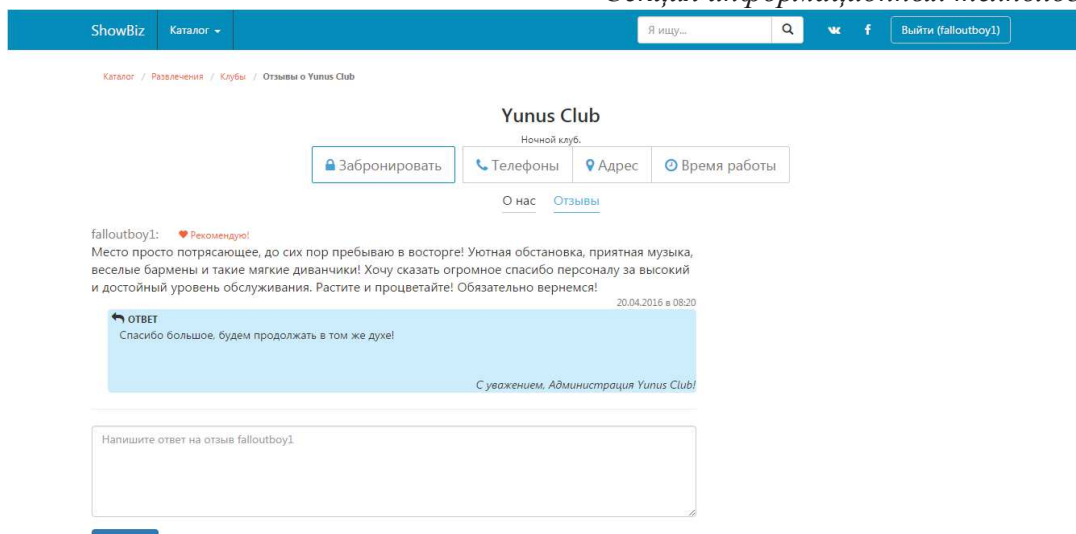 Секция информационных технологий
ShowBiz Каталог Я ищу... Выйти (falloutboy1)
Каталог / Развлечения / Клубы / Отзывы о Yunus Club
Yunus Club
Ночной клуб.
Забронировать Телефоны Адрес Время работы
О нас Отзывы
falloutboy1: Рекомендую!
Место просто потрясающее, до сих пор пребываю в восторге! Уютная обстановка, приятная музыка,
веселые бармены и такие мягкие диванчики! Хочу сказать огромное спасибо персоналу за высокий
и достойный уровень обслуживания. Растите и процветайте! Обязательно вернемся!
20.04.2016 в 08:20
ОТВЕТ
Спасибо большое, будем продолжать в том же духе!
С уважением, Администрация Yunus Club!
Напишите ответ на отзыв falloutboy1